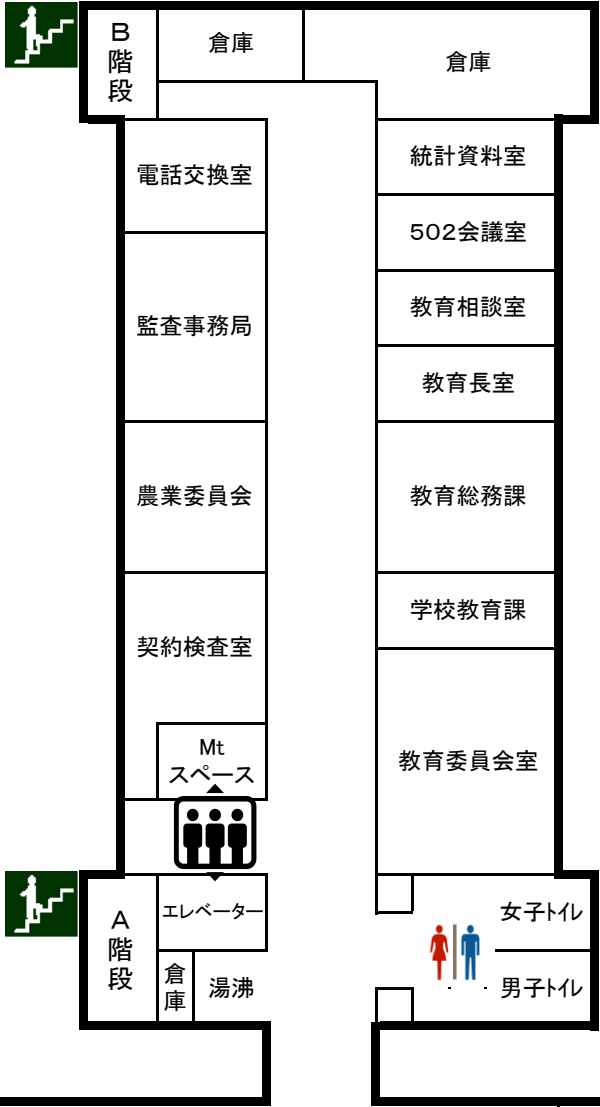 B
階
段
倉庫
倉庫
電話交換室
統計資料室
502会議室
監査事務局
教育相談室
教育長室
農業委員会
教育総務課
学校教育課
契約検査室
Mt
スペース
教育委員会室
A
階
段
エレベーター
女子トイレ
倉
庫
湯沸
男子トイレ